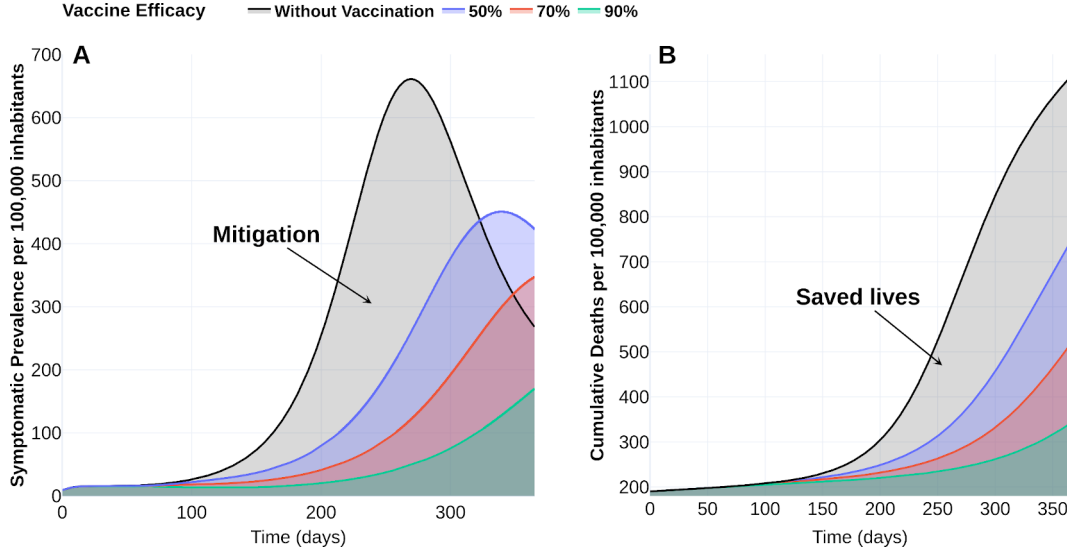 Vaccine Efficacy Without Vaccination 50% 70% 90%
A
Symptomatic Prevalence per 100,000 inhabitants
700
600
500
400
300
200
100
0
Mitigation
0 100 200 300
Time (days)
B
Cumulative Deaths per 100,000 inhabitants
1100
1000
900
800
700
600
500
400
300
200
Saved lives
0 50 100 150 200 250 300 350
Time (days)